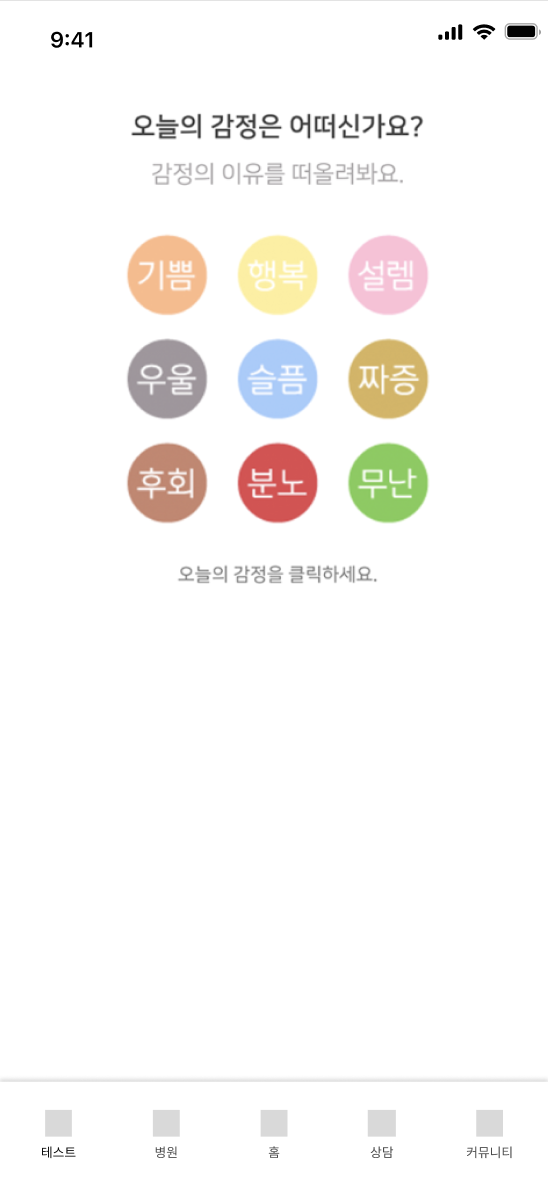 9:41
오늘의 감정은 어떠신가요?
감정의 이유를 떠올려봐요.
기쁨 행복 설렘
우울 슬픔 짜증
후회 분노 무난
오늘의 감정을 클릭하세요.
테스트 병원 홈 상담 커뮤니티